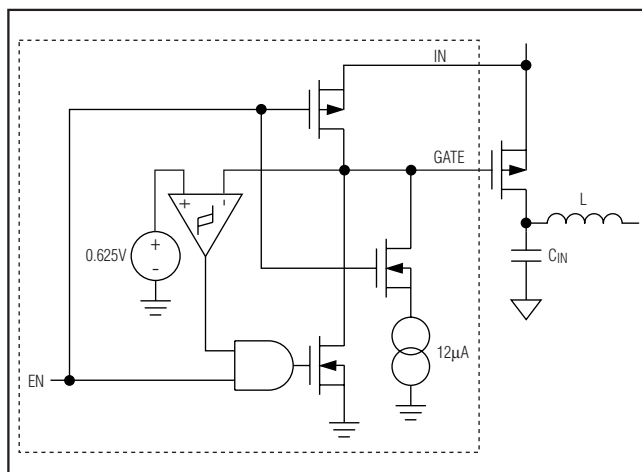 IN
GATE
L
+
-
0.625V
+
-
CIN
12µA
EN